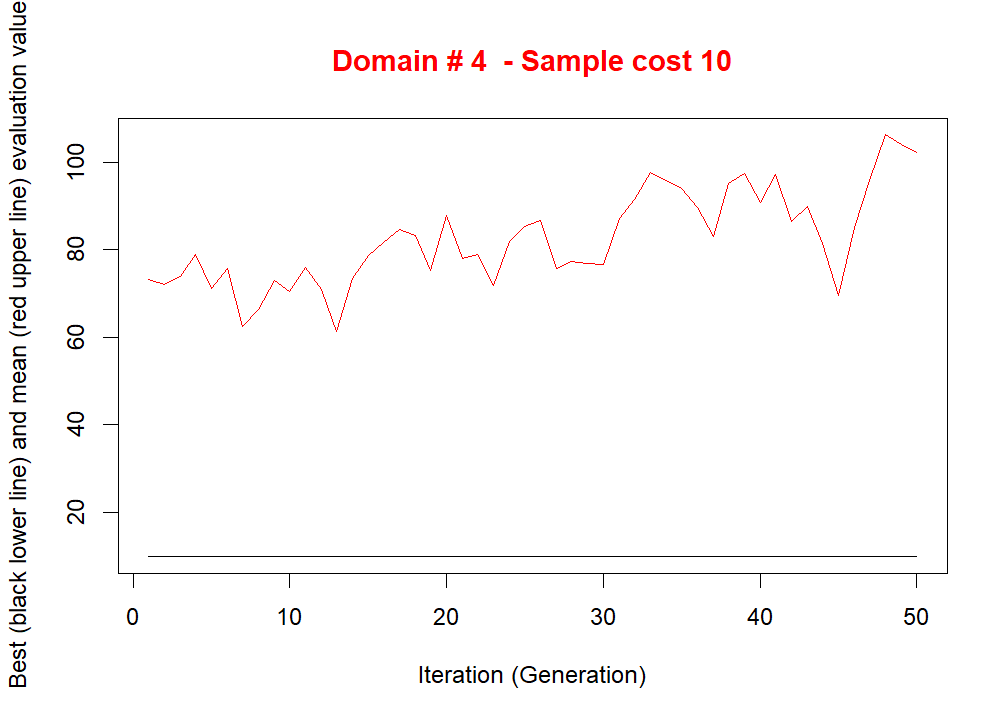 Domain # 4  - Sample cost 10
Best (black lower line) and mean (red upper line) evaluation value
100
80
60
40
20
0 10 20 30 40 50
Iteration (Generation)